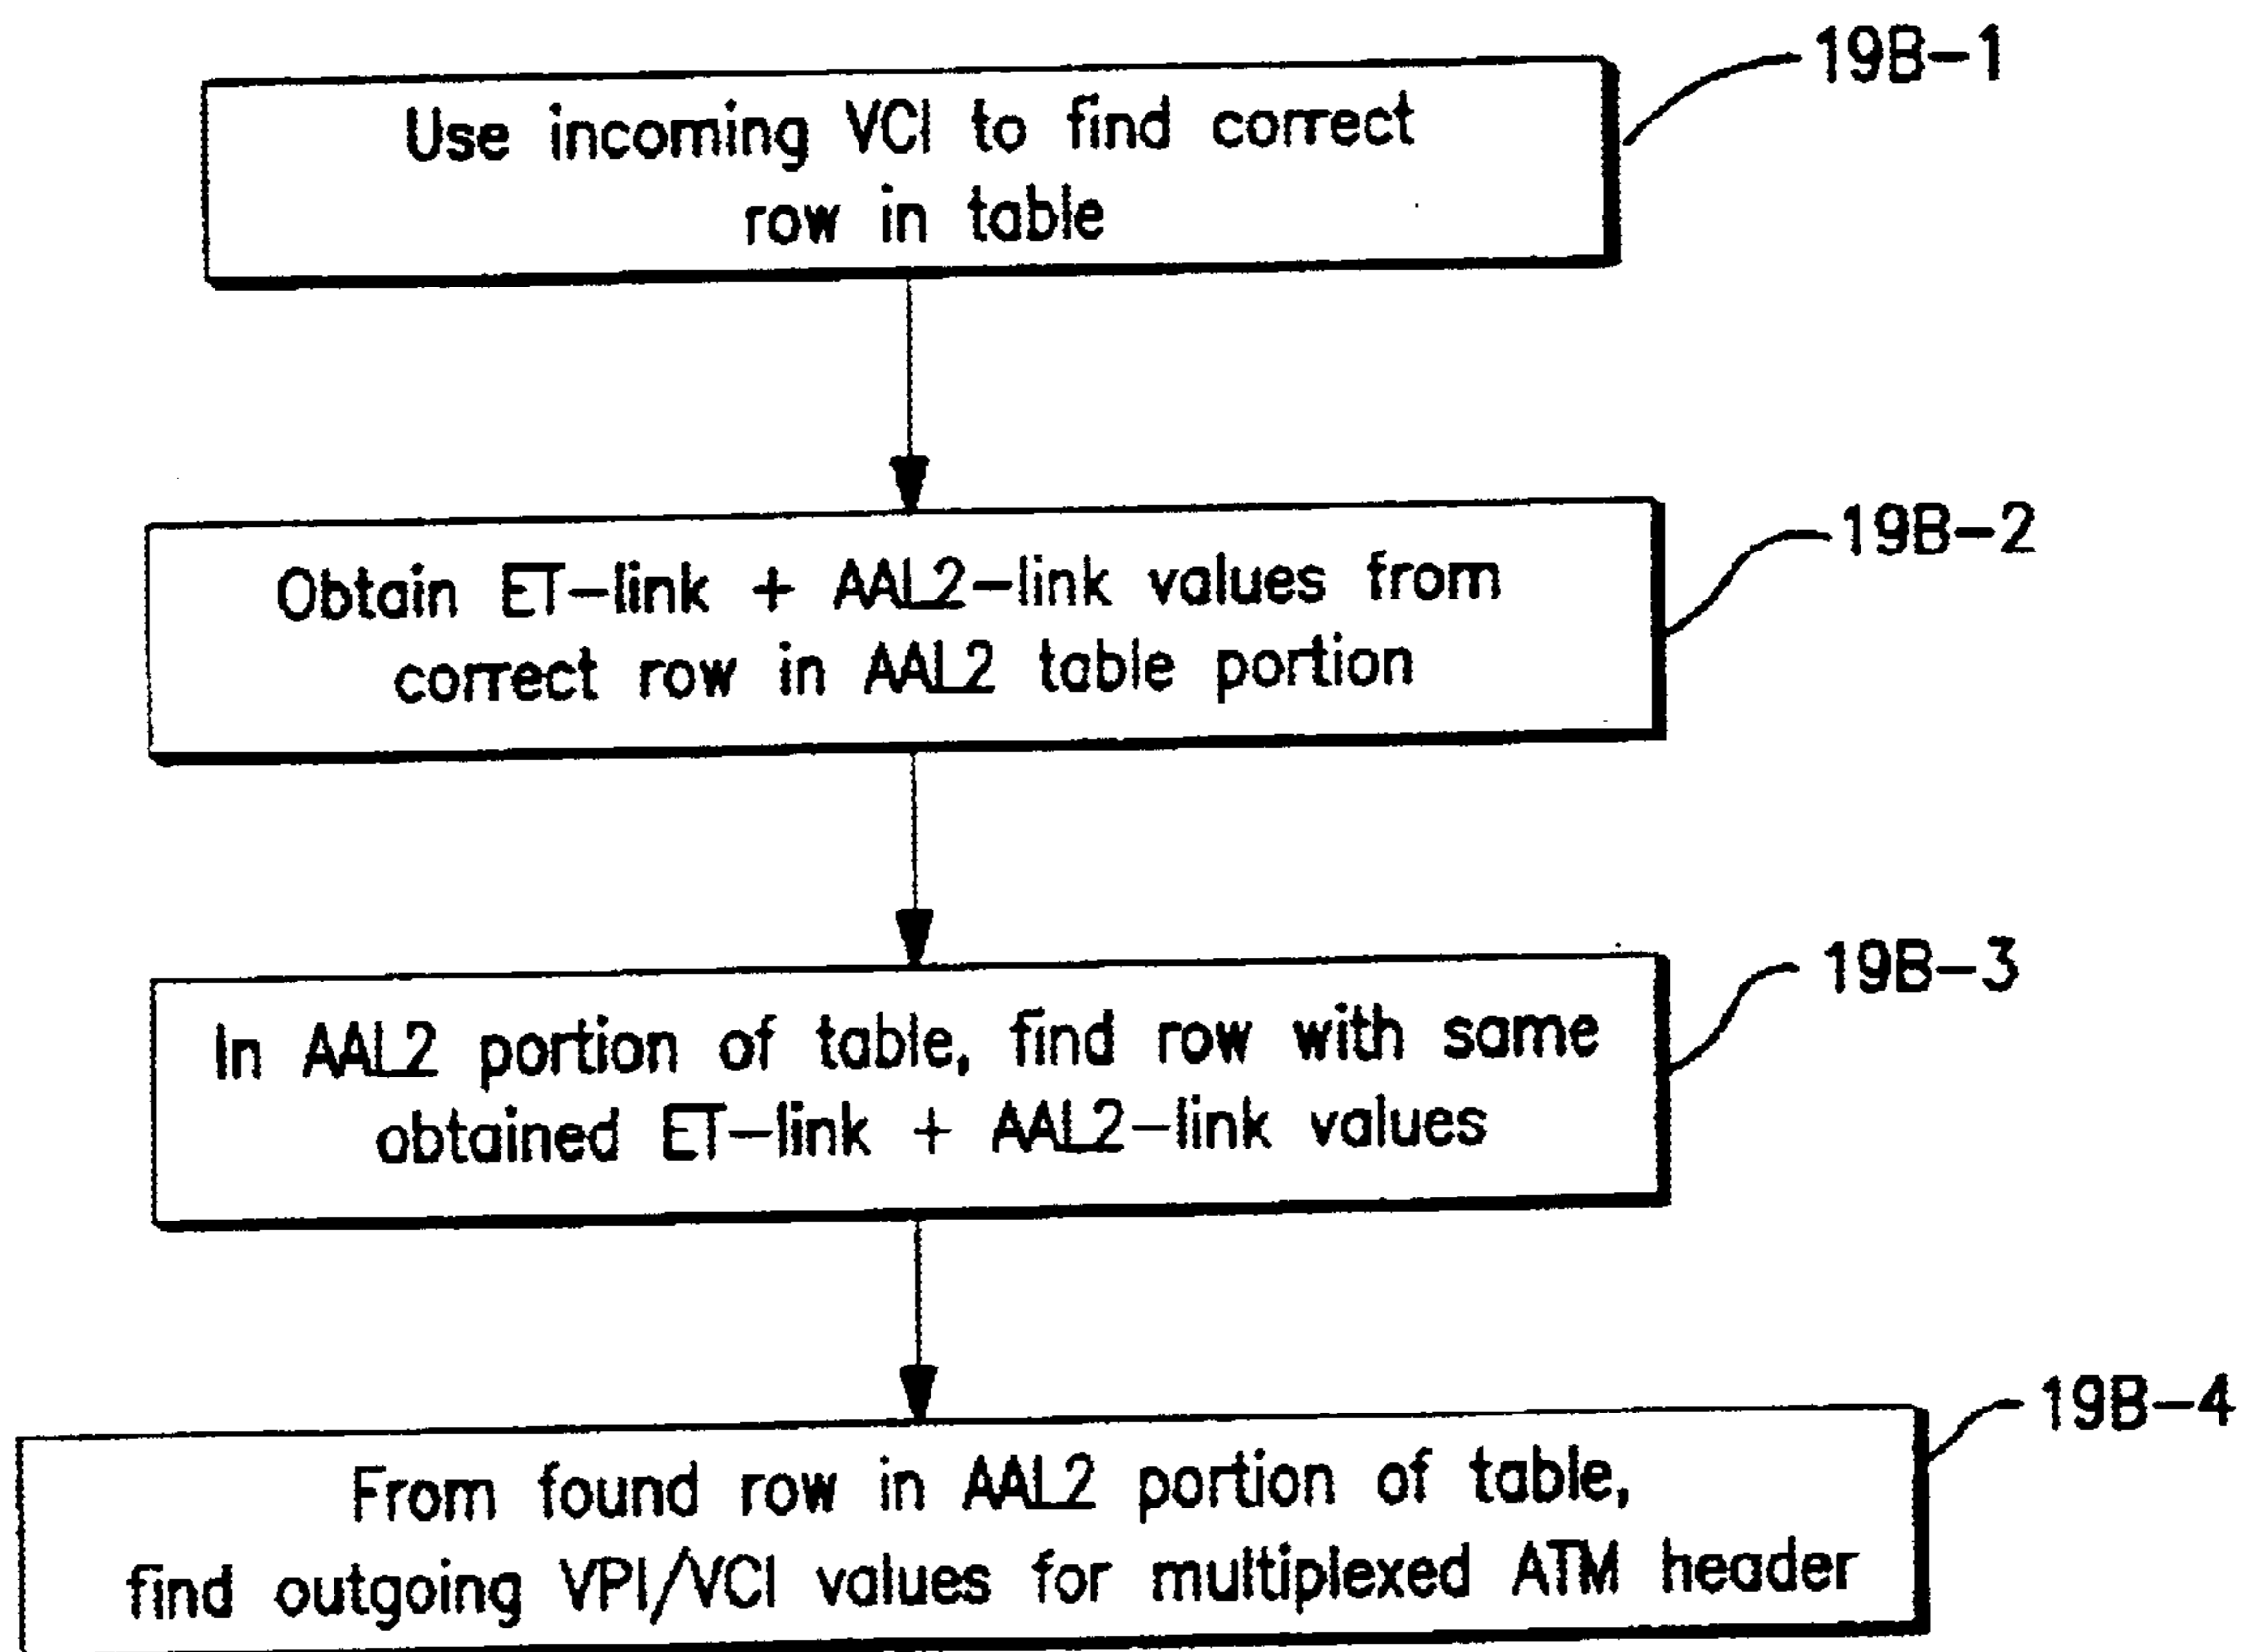 19B-1
Use incoming VCI to find correct
row in table
19B-2
Obtain ET-link + AAL2-link values from
correct row in AAL2 table portion
19B-3
In AAL2 portion of table, find row with same
obtained ET-link + AAL2-link values
19B-4
From found row in AAL2 portion of table,
find outgoing VPI/VCI values for multiplexed ATM header